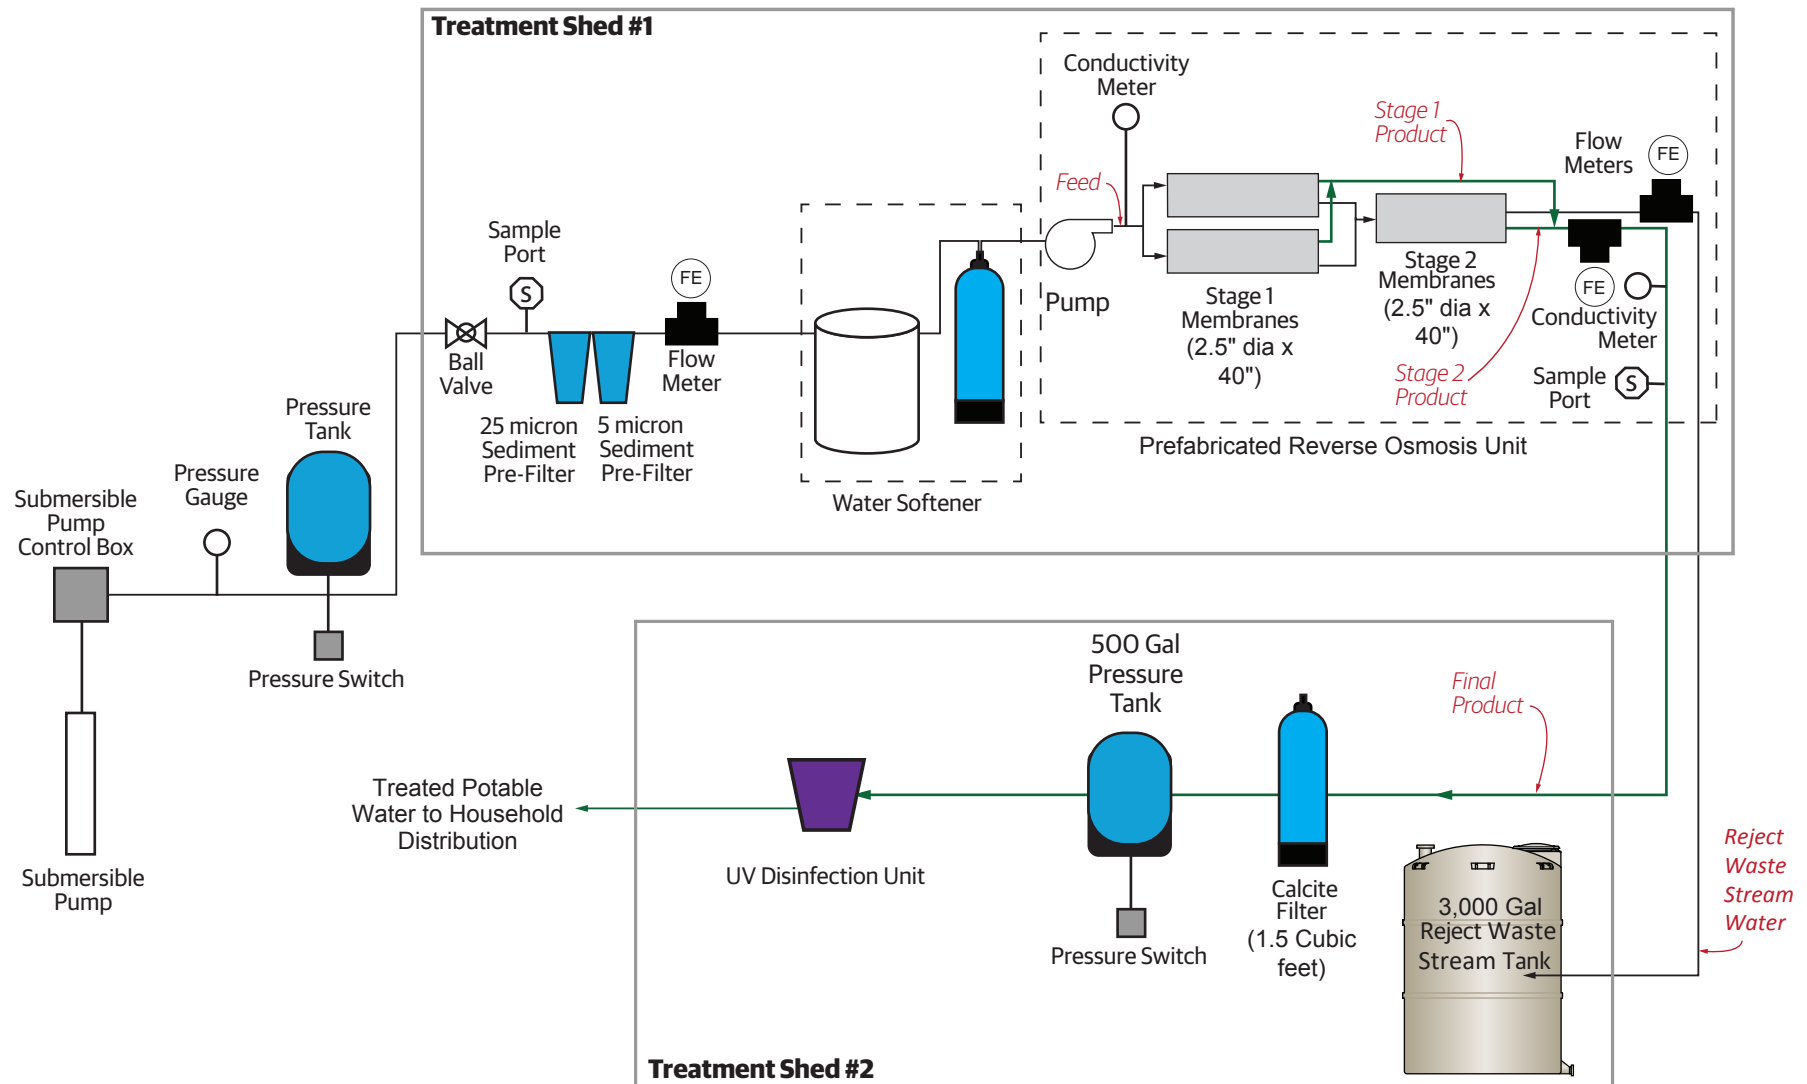 Treatment Shed #1
Conductivity
Meter
Stage 1
Product
Flow
Meters
FE
Feed
Sample
Port
S
FE
Pump
Stage 1
Membranes
(2.5" dia x
40")
Stage 2
Membranes
(2.5" dia x
40")
FE
Conductivity
Meter
Stage 2
Product
Sample
Port
S
Ball
Valve
Flow
Meter
25 micron
Sediment
Pre-Filter
5 micron
Sediment
Pre-Filter
Prefabricated Reverse Osmosis Unit
Water Softener
Pressure
Tank
Pressure
Gauge
Submersible
Pump
Control Box
Pressure Switch
Submersible
Pump
500 Gal
Pressure
Tank
Final
Product
Treated Potable
Water to Household
Distribution
UV Disinfection Unit
Pressure Switch
Calcite
Filter
(1.5 Cubic
feet)
3,000 Gal
Reject Waste
Stream Tank
Reject
Waste
Stream
Water
Treatment Shed #2